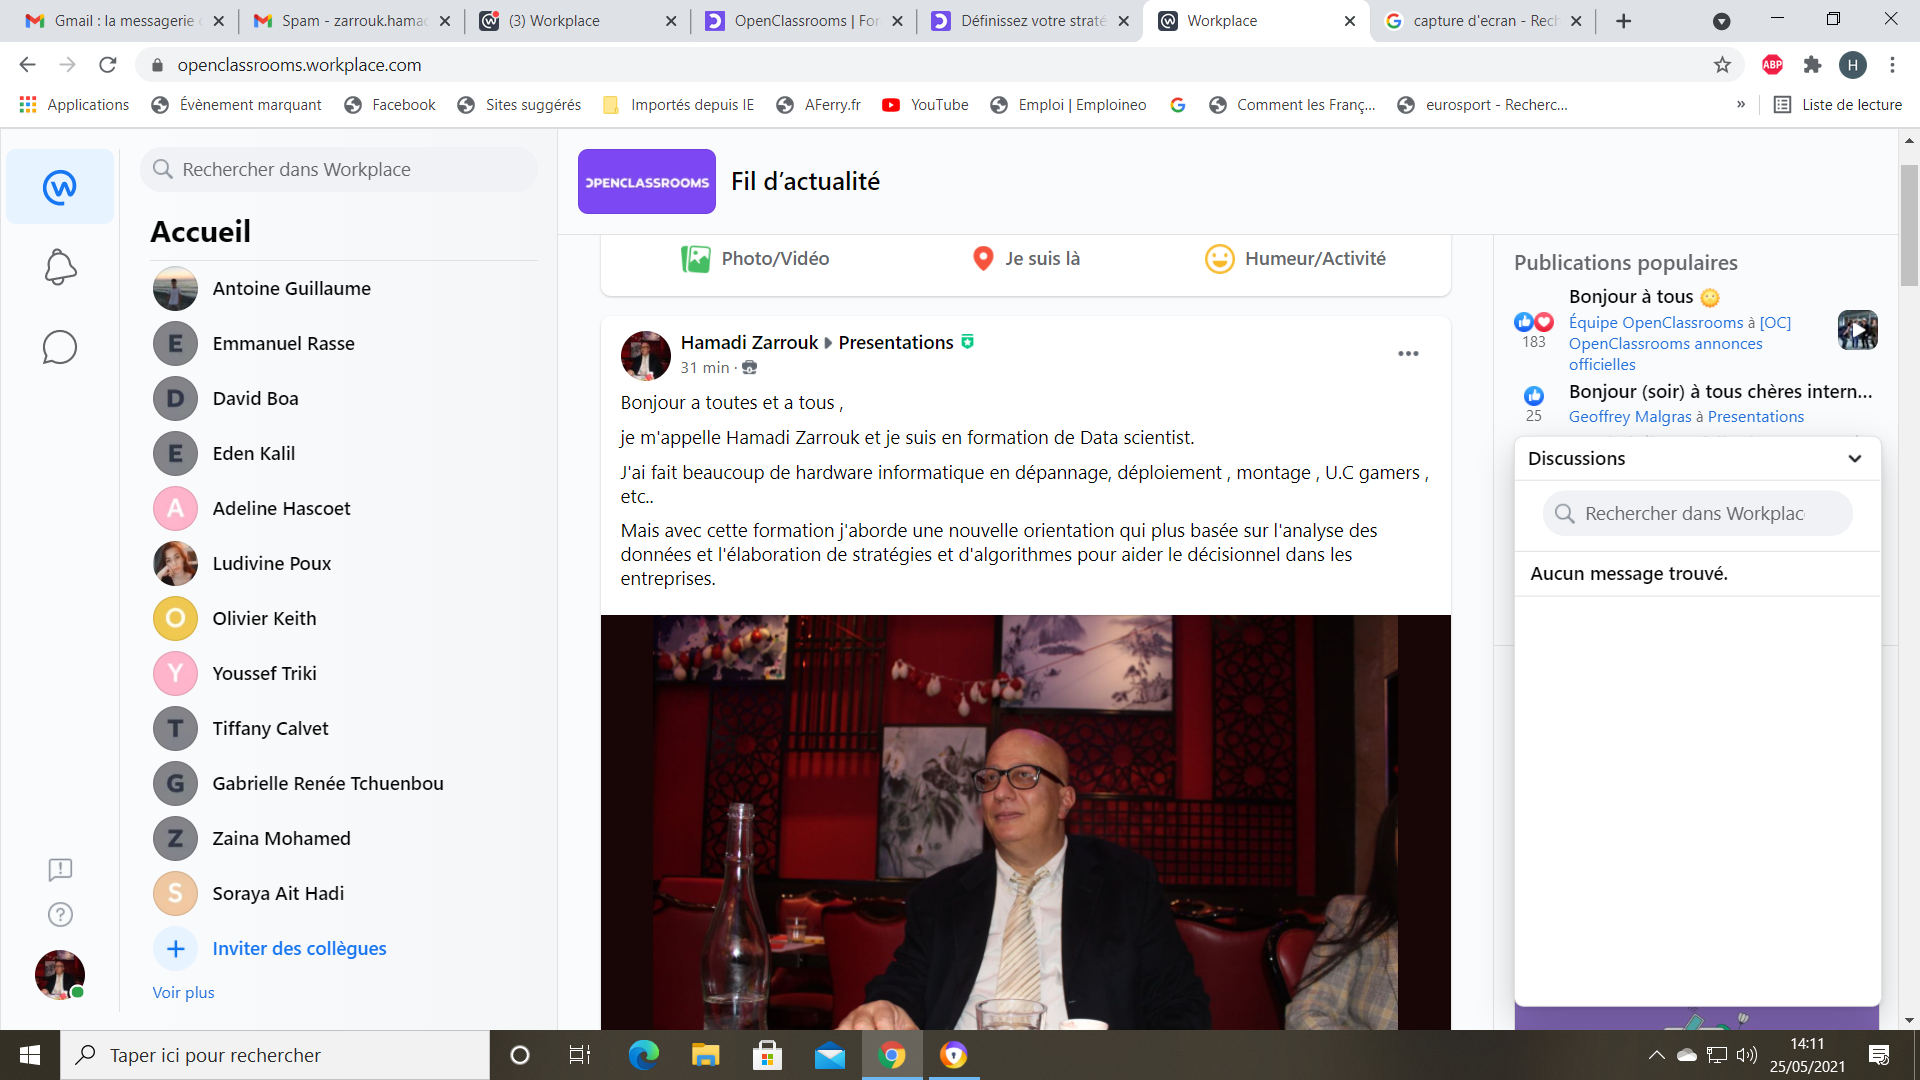 Gmail : la messagerie
Spam - zarrouk.hama
(3) Workplace
OpenClassrooms | For
Définissez votre straté
Workplace
capture d'ecran - Rech
openclassrooms.workplace.com
ABP
H
Applications
Évènement marquant
Facebook
Sites suggérés
Importés depuis IE
AFerry.fr
YouTube
Emploi | Emploineo
Comment les Franç...
eurosport - Recherc...
»
Liste de lecture
Rechercher dans Workplace
Accueil
Antoine Guillaume
E
Emmanuel Rasse
D
David Boa
E
Eden Kalil
A
Adeline Hascoet
Ludivine Poux
O
Olivier Keith
Y
Youssef Triki
T
Tiffany Calvet
G
Gabrielle Renée Tchuenbou
Z
Zaina Mohamed
S
Soraya Ait Hadi
+
Inviter des collègues
Voir plus
OPENCLASSROOMS
Fil d’actualité
Photo/Vidéo
Je suis là
Humeur/Activité
Hamadi Zarrouk
Presentations
31 min ·
Bonjour a toutes et a tous ,
je m'appelle Hamadi Zarrouk et je suis en formation de Data scientist.
J'ai fait beaucoup de hardware informatique en dépannage, déploiement , montage , U.C gamers ,
etc..
Mais avec cette formation j'aborde une nouvelle orientation qui plus basée sur l'analyse des
données et l'élaboration de stratégies et d'algorithmes pour aider le décisionnel dans les
entreprises.
Publications populaires
Bonjour à tous
183
Équipe OpenClassrooms à [OC]
OpenClassrooms annonces
officielles
Bonjour (soir) à tous chères intern...
25
Geoffrey Malgras à Presentations
Discussions
Rechercher dans Workplac
Aucun message trouvé.
Taper ici pour rechercher
14:11
25/05/2021